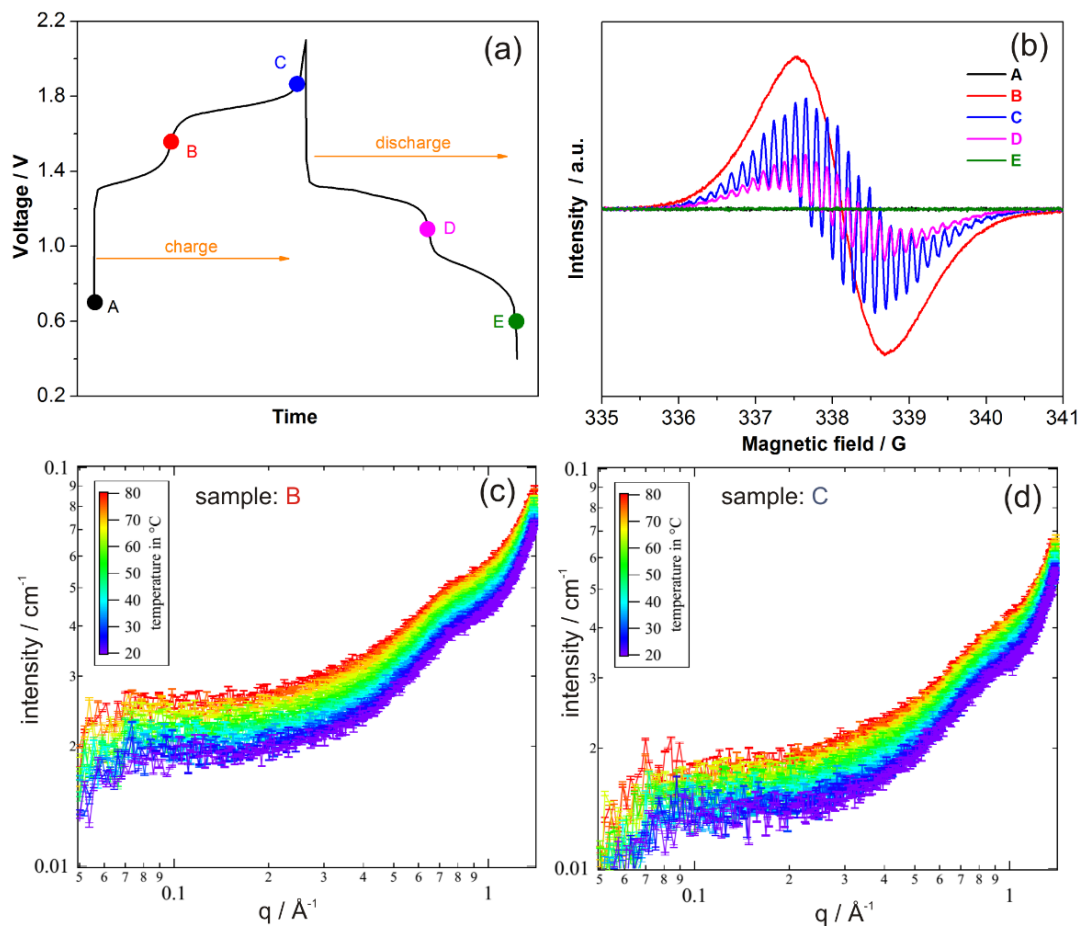 (a)
2.2
1.8
1.4
1.0
0.6
0.2
Voltage / V
Time
A
B
C
D
E
charge
discharge
(b)
A
B
C
D
E
Intensity / a.u.
335 336 337 338 339 340 341
Magnetic field / G
(c)
sample: B
80
70
60
50
40
30
20
temperature in °C
intensity / cm-1
0.1
9
8
7
6
5
4
3
2
0.01
5 6 7 8 9 0.1 2 3 4 5 6 7 8 9 1
q / Å-1
(d)
sample: C
80
70
60
50
40
30
20
temperature in °C
intensity / cm-1
0.1
9
8
7
6
5
4
3
2
0.01
5 6 7 8 9 0.1 2 3 4 5 6 7 8 9 1
q / Å-1